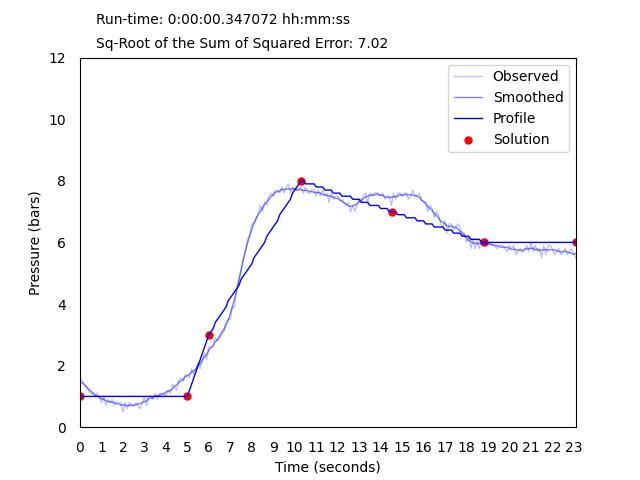 Run-time: 0:00:00.347072 hh:mm:ss
Sq-Root of the Sum of Squared Error: 7.02
12
10
8
6
4
2
0
Pressure (bars)
Observed
Smoothed
Profile
Solution
0 1 2 3 4 5 6 7 8 9 10 11 12 13 14 15 16 17 18 19 20 21 22 23
Time (seconds)